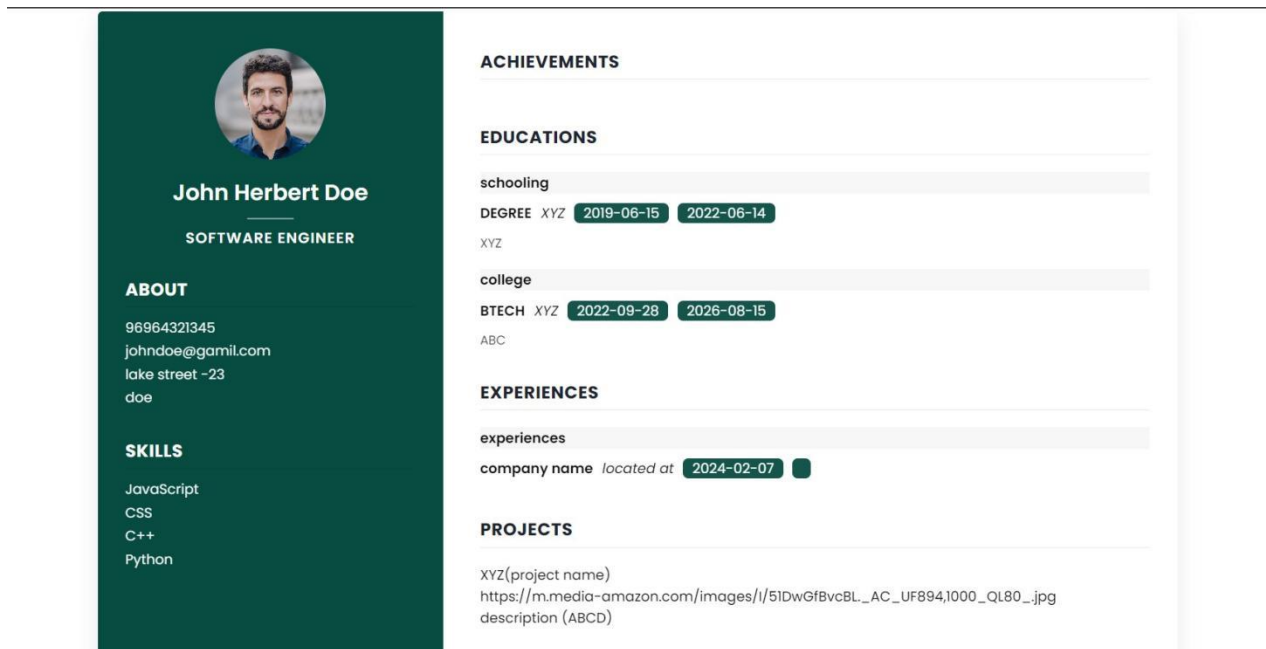 John Herbert Doe
SOFTWARE ENGINEER
ABOUT
96964321345
johndoe@gamil.com
lake street -23
doe
SKILLS
JavaScript
CSS
C++
Python
ACHIEVEMENTS
EDUCATIONS
schooling
DEGREE XYZ 2019-06-15 2022-06-14
XYZ
college
BTECH XYZ 2022-09-28 2026-08-15
ABC
EXPERIENCES
experiences
company name located at 2024-02-07
PROJECTS
XYZ(project name)
https://m.media-amazon.com/images/I/51DwGfBvcBL._AC_UF894,1000_QL80_.jpg
description (ABCD)